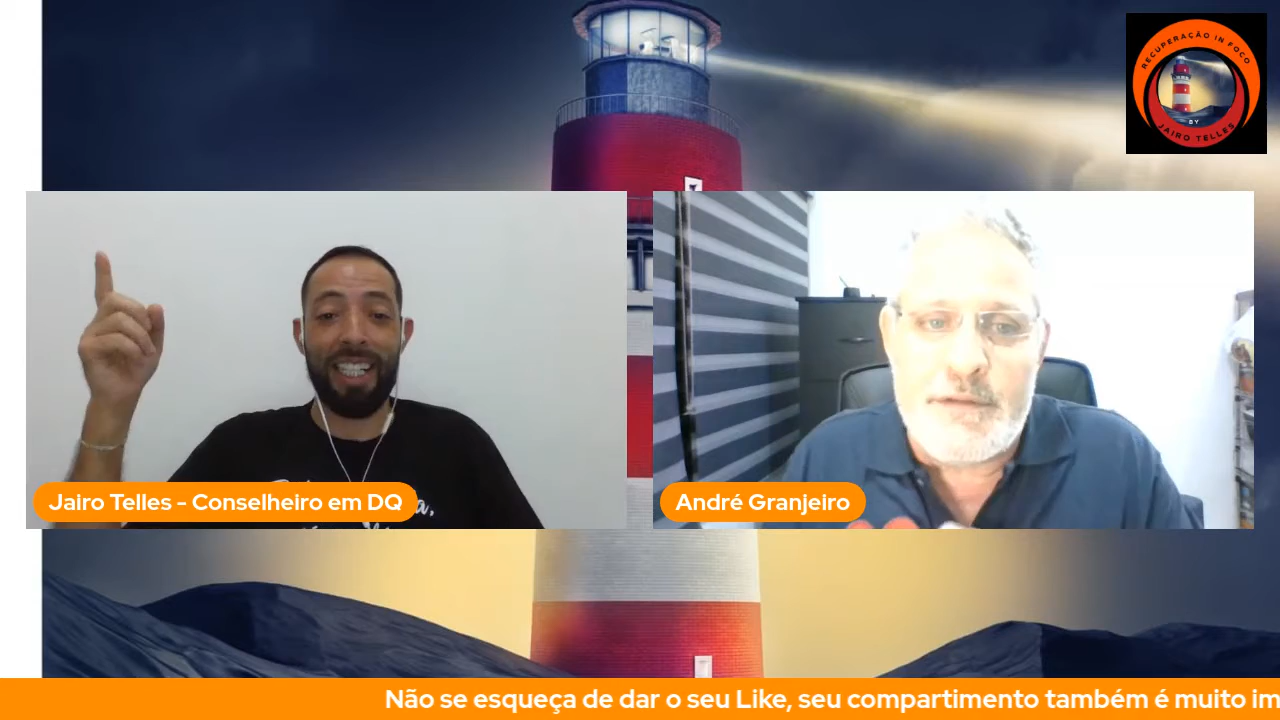 RECUPERAÇÃO IN FOCO
BY
JAIRO TELLES
Jairo Telles - Conselheiro em DQ
André Granjeiro
Não se esqueça de dar o seu Like, seu compartimento também é muito im